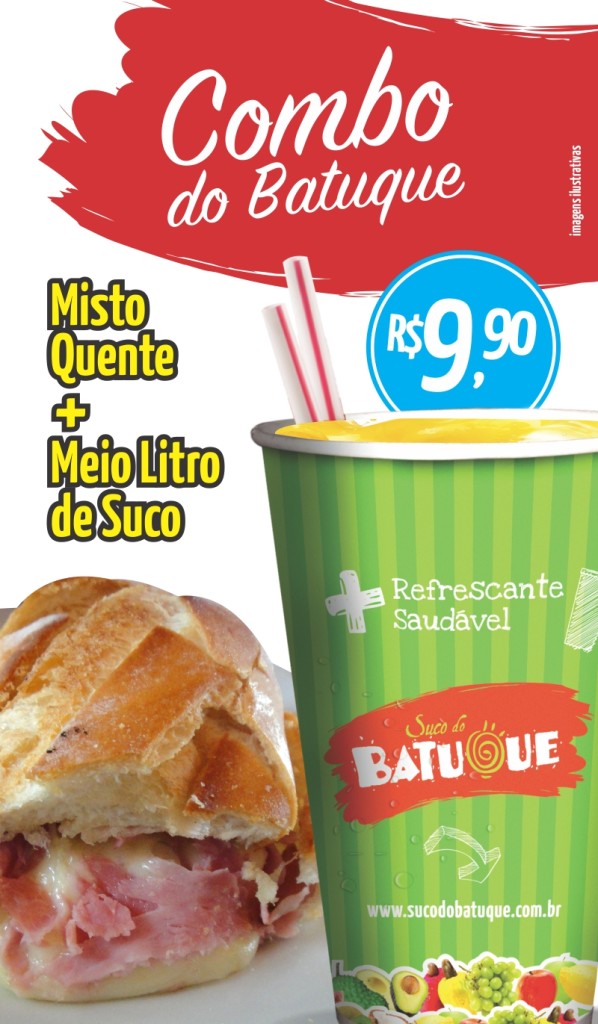 Combo
do Batuque
imagens ilustrativas
R$9,90
Misto
Quente
+
Meio Litro
de Suco
+ Refrescante
Saudável
Suco do
BATUQUE
www.sucodobatuque.com.br